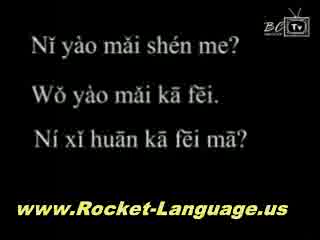 Nǐ yào mǎi shén me?
Wǒ yào mǎi kā fēi.
Ní xǐ huān kā fēi mā?
www.Rocket-Language.us